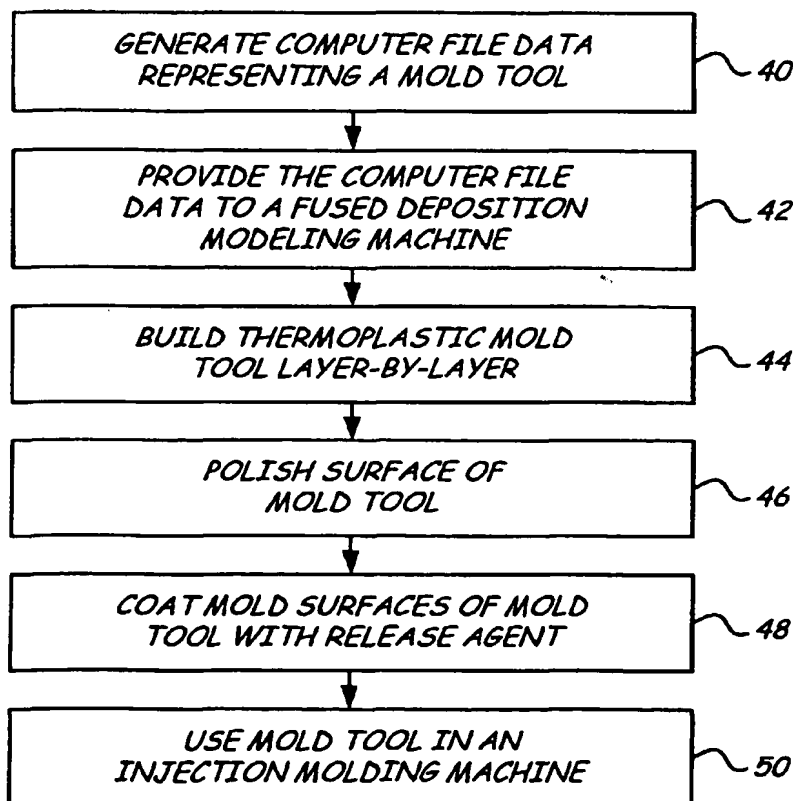 GENERATE COMPUTER FILE DATA
REPRESENTING A MOLD TOOL
40
PROVIDE THE COMPUTER FILE
DATA TO A FUSED DEPOSITION
MODELING MACHINE
42
BUILD THERMOPLASTIC MOLD
TOOL LAYER-BY-LAYER
44
POLISH SURFACE OF
MOLD TOOL
46
COAT MOLD SURFACES OF MOLD
TOOL WITH RELEASE AGENT
48
USE MOLD TOOL IN AN
INJECTION MOLDING MACHINE
50